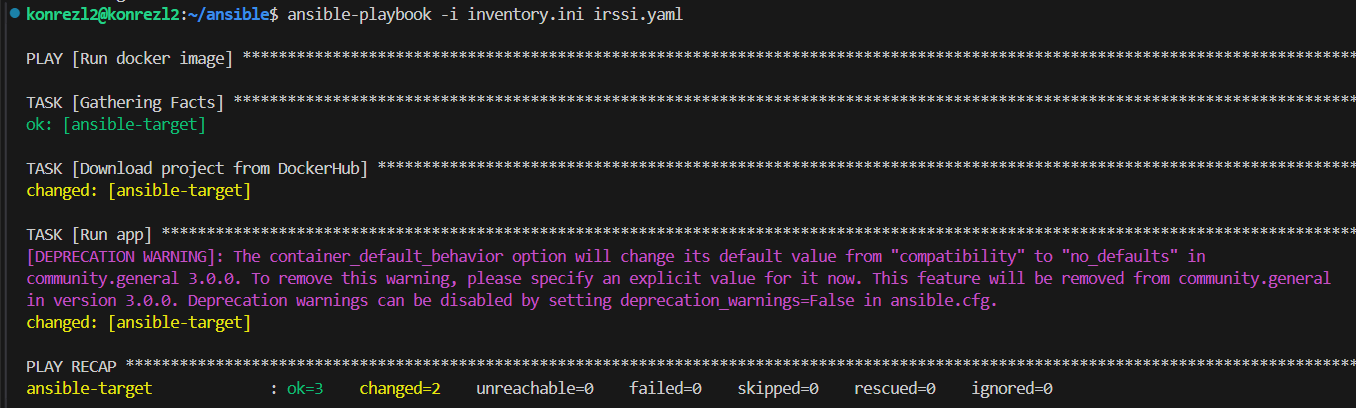 konrezl2@konrezl2:~/ansible$ ansible-playbook -i inventory.ini irssi.yaml
PLAY [Run docker image] ****************************************************************************************************************************
TASK [Gathering Facts] *****************************************************************************************************************************
ok: [ansible-target]
TASK [Download project from DockerHub] *************************************************************************************************************
changed: [ansible-target]
TASK [Run app] *************************************************************************************************************************************
[DEPRECATION WARNING]: The container_default_behavior option will change its default value from "compatibility" to "no_defaults" in
community.general 3.0.0. To remove this warning, please specify an explicit value for it now. This feature will be removed from community.general
in version 3.0.0. Deprecation warnings can be disabled by setting deprecation_warnings=False in ansible.cfg.
changed: [ansible-target]
PLAY RECAP *****************************************************************************************************************************************
ansible-target             : ok=3    changed=2    unreachable=0    failed=0    skipped=0    rescued=0    ignored=0